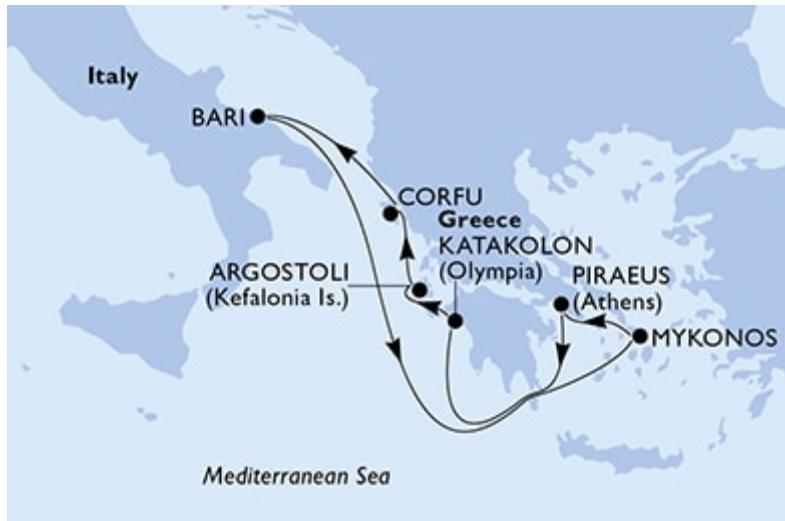 Italy
BARI
CORFU
Greece
KATAKOLON
(Olympia)
ARGOSTOLI
(Kefalonia Is.)
PIRAEUS
(Athens)
MYKONOS
Mediterranean Sea